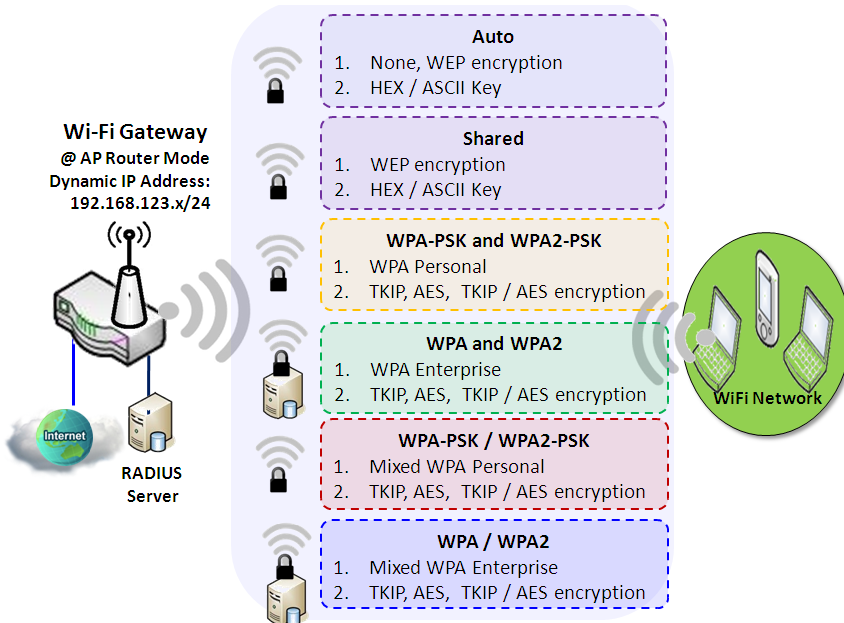 Auto
1. None, WEP encryption
2. HEX / ASCII Key
Shared
1. WEP encryption
2. HEX / ASCII Key
WPA-PSK and WPA2-PSK
1. WPA Personal
2. TKIP, AES, TKIP / AES encryption
WPA and WPA2
1. WPA Enterprise
2. TKIP, AES, TKIP / AES encryption
WPA-PSK / WPA2-PSK
1. Mixed WPA Personal
2. TKIP, AES, TKIP / AES encryption
WPA / WPA2
1. Mixed WPA Enterprise
2. TKIP, AES, TKIP / AES encryption
Wi-Fi Gateway
@ AP Router Mode
Dynamic IP Address:
192.168.123.x/24
Internet
RADIUS
Server
WiFi Network